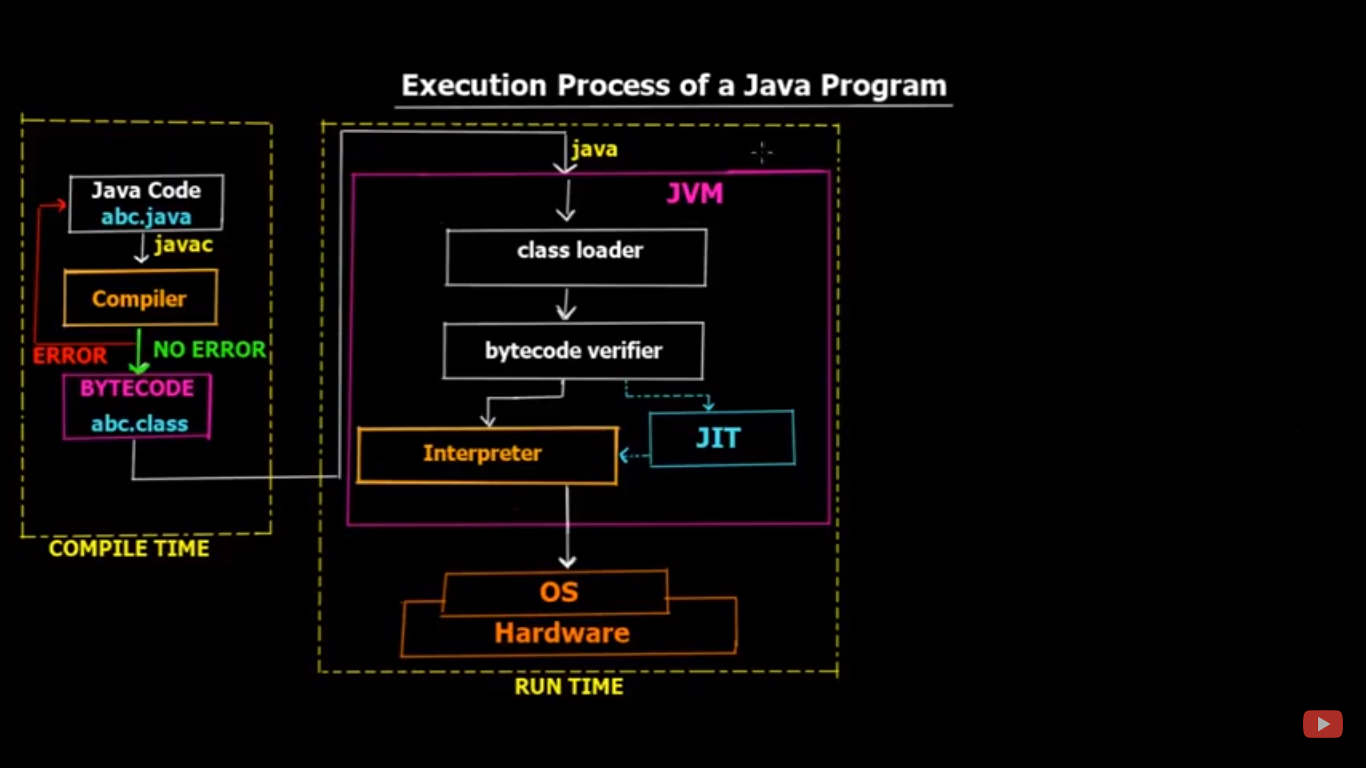 Execution Process of a Java Program
Java Code
abc.java
javac
Compiler
ERROR
NO ERROR
BYTECODE
abc.class
COMPILE TIME
java
JVM
class loader
bytecode verifier
Interpreter
JIT
OS
Hardware
RUN TIME